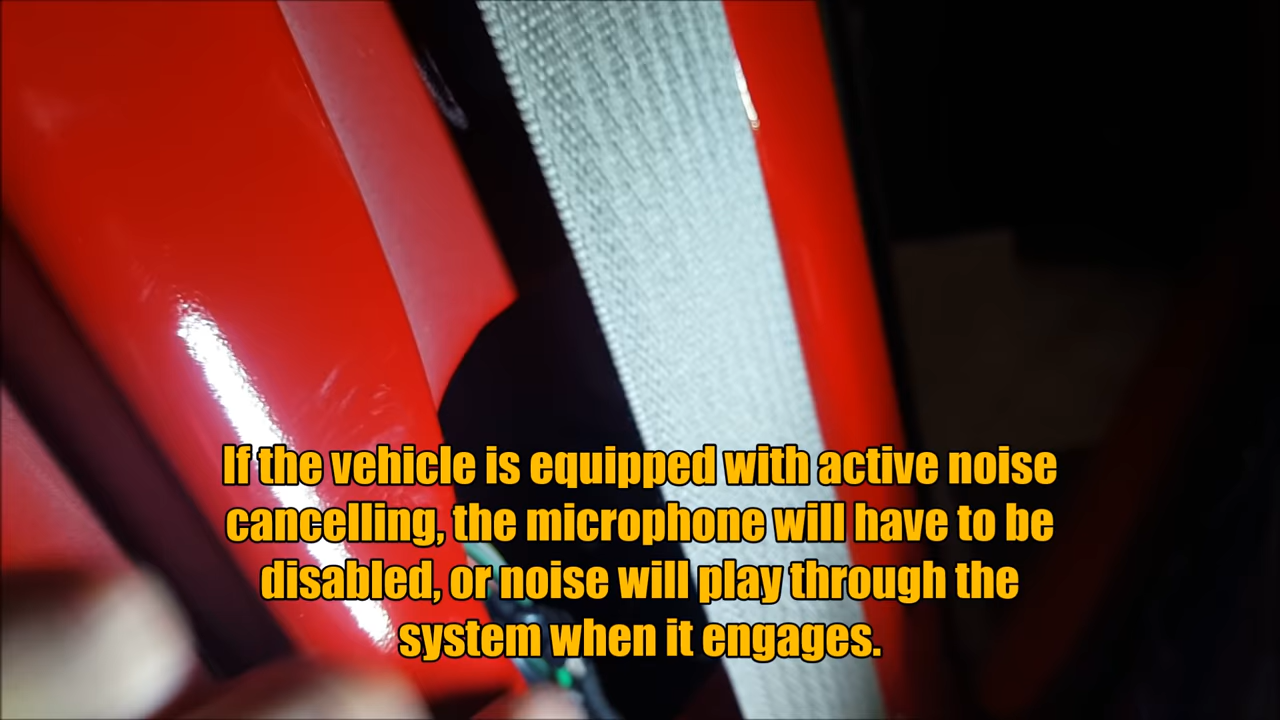 If the vehicle is equipped with active noise
cancelling, the microphone will have to be
disabled, or noise will play through the
system when it engages.